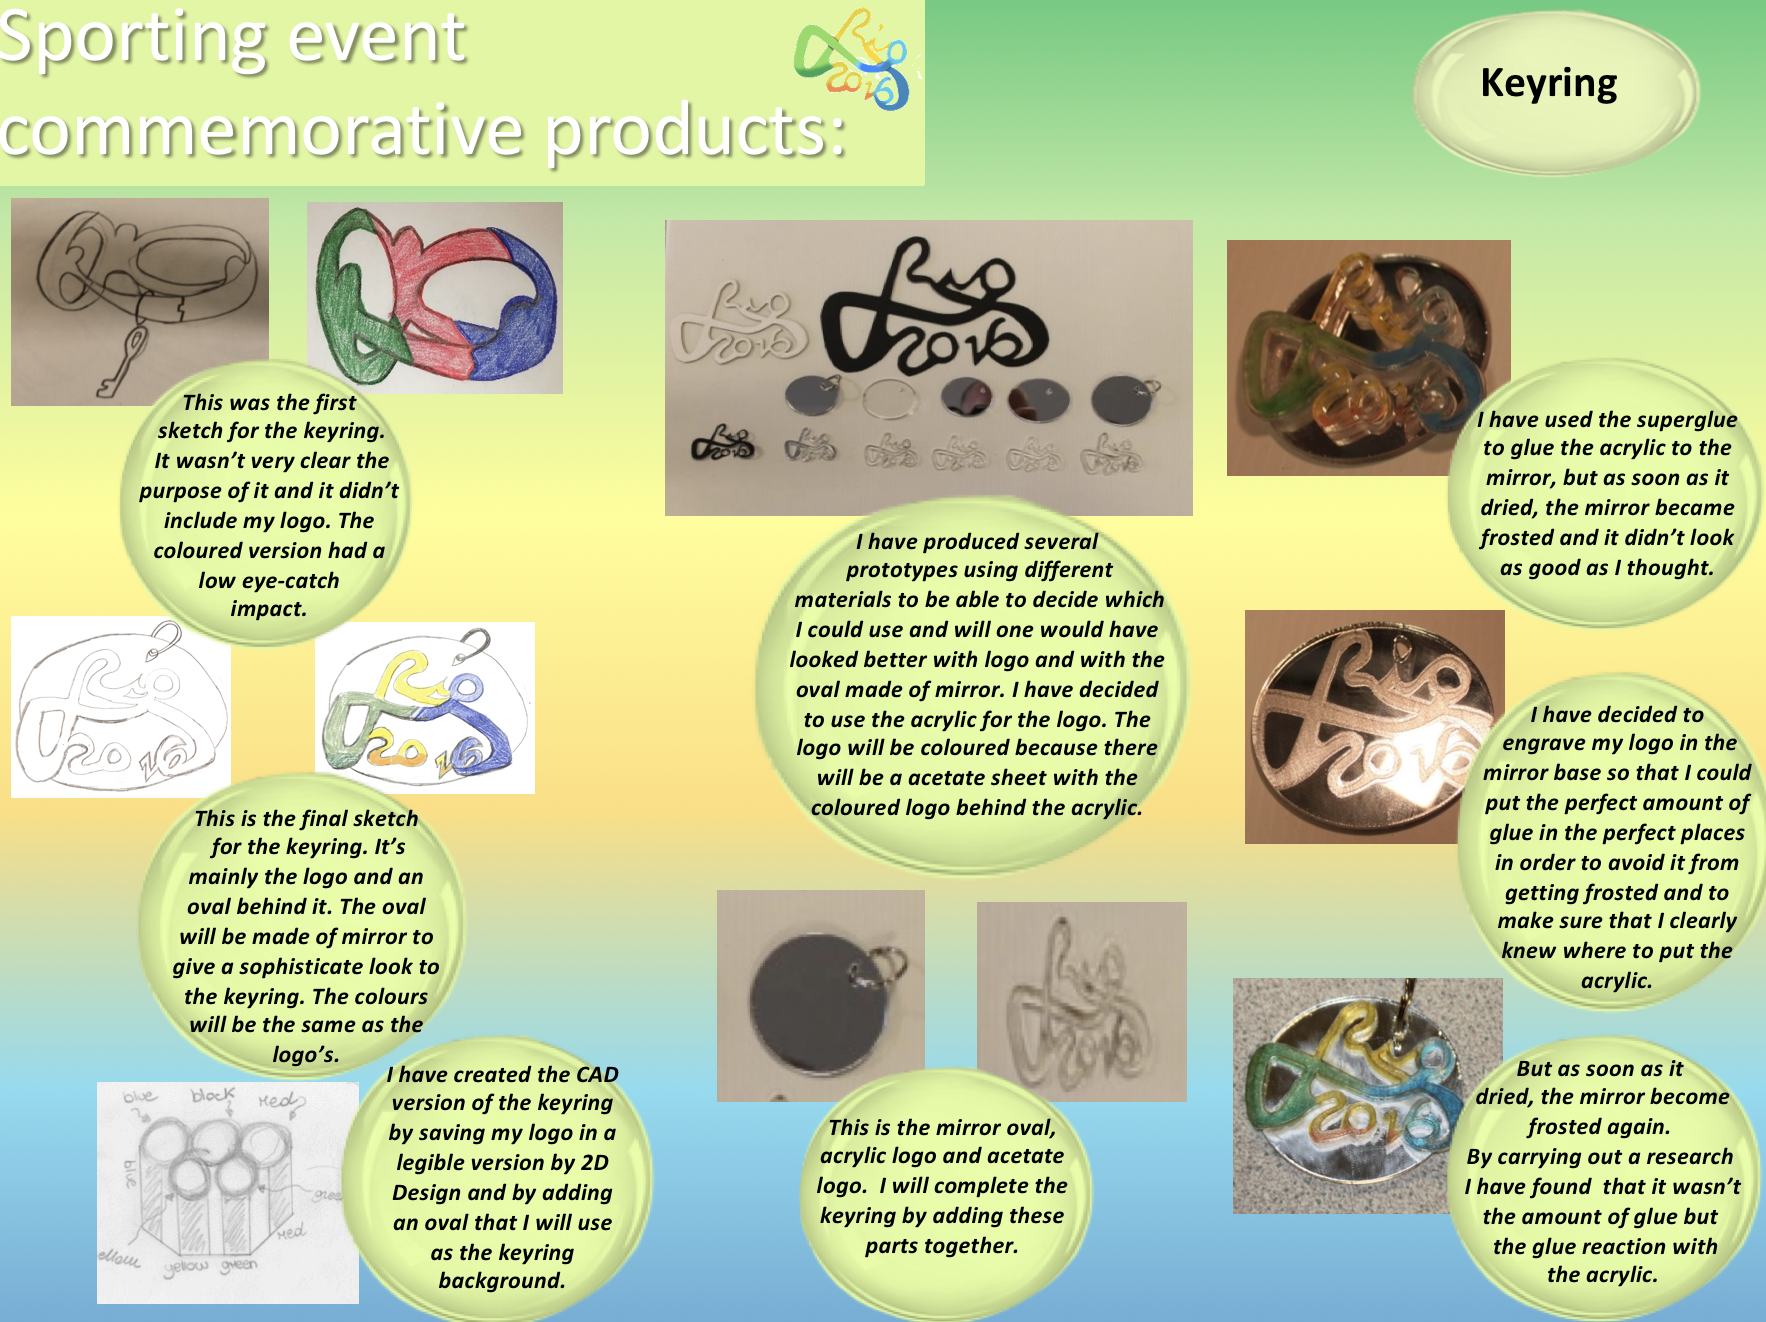 Sporting event
commemorative products:
Rio
2016
Keyring
This was the first
sketch for the keyring.
It wasn't very clear the
purpose of it and it didn't
include my logo. The
coloured version had a
low eye-catch
impact.
Rio
2016
Rio
2016
This is the final sketch
for the keyring. It's
mainly the logo and an
oval behind it. The oval
will be made of mirror to
give a sophisticate look to
the keyring. The colours
will be the same as the
logo's.
blue
black
red
blue
red
yellow
green
I have created the CAD
version of the keyring
by saving my logo in a
legible version by 2D
Design and by adding
an oval that I will use
as the keyring
background.
Rio
2016
Rio
2016
I have produced several
prototypes using different
materials to be able to decide which
I could use and will one would have
looked better with logo and with the
oval made of mirror. I have decided
to use the acrylic for the logo. The
logo will be coloured because there
will be a acetate sheet with the
coloured logo behind the acrylic.
Rio
2016
This is the mirror oval,
acrylic logo and acetate
logo.  I will complete the
keyring by adding these
parts together.
I have used the superglue
to glue the acrylic to the
mirror, but as soon as it
dried, the mirror became
frosted and it didn't look
as good as I thought.
Rio
2016
I have decided to
engrave my logo in the
mirror base so that I could
put the perfect amount of
glue in the perfect places
in order to avoid it from
getting frosted and to
make sure that I clearly
knew where to put the
acrylic.
Rio
2016
But as soon as it
dried, the mirror become
frosted again.
By carrying out a research
I have found  that it wasn't
the amount of glue but
the glue reaction with
the acrylic.